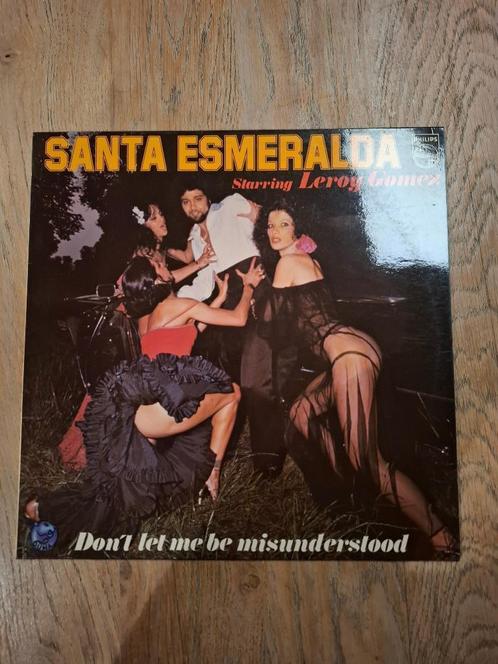 SANTA ESMERALDA
PHILIPS
Starring Leroy Gomez
Don't let me be misunderstood